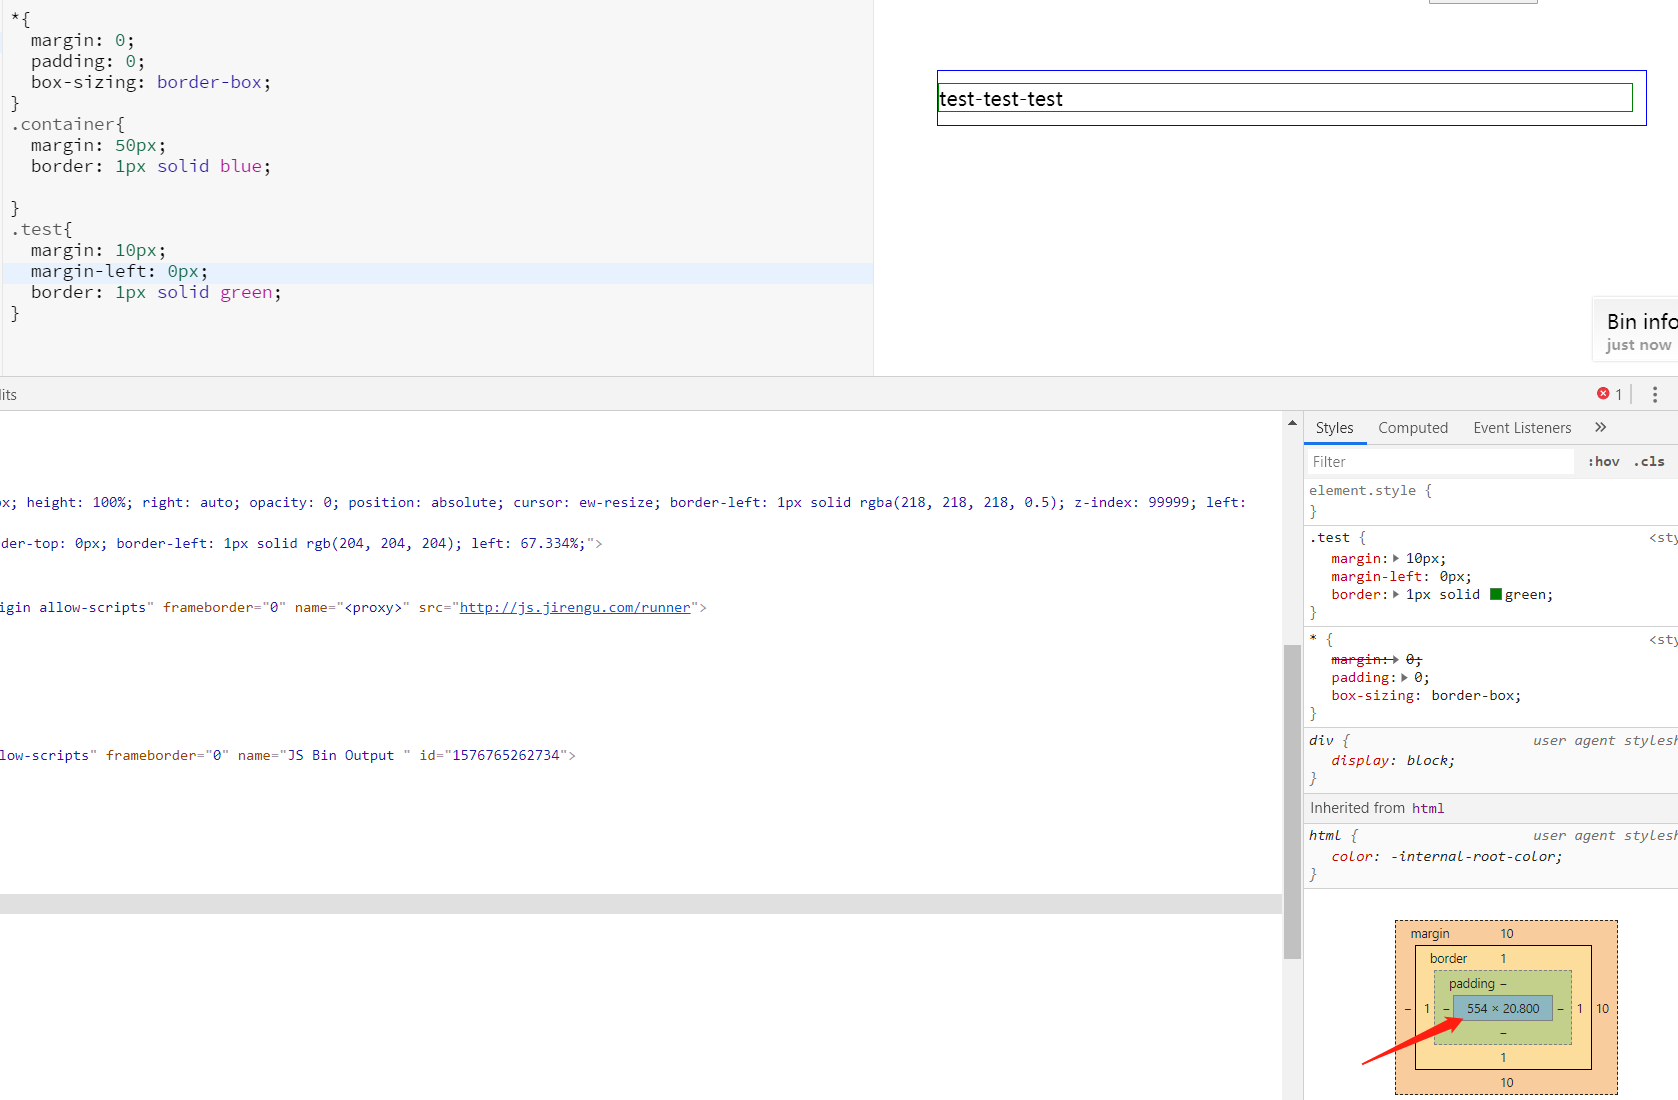 *{
margin: 0;
padding: 0;
box-sizing: border-box;
}
.container{
margin: 50px;
border: 1px solid blue;
}
.test{
margin: 10px;
margin-left: 0px;
border: 1px solid green;
}
test-test-test
Bin info
just now
its
1
x; height: 100%; right: auto; opacity: 0; position: absolute; cursor: ew-resize; border-left: 1px solid rgba(218, 218, 218, 0.5); z-index: 99999; left:
der-top: 0px; border-left: 1px solid rgb(204, 204, 204); left: 67.334%;">
igin allow-scripts" frameborder="0" name="<proxy>" src="http://js.jirengu.com/runner">
low-scripts" frameborder="0" name="JS Bin Output " id="1576765262734">
Styles Computed Event Listeners »
Filter :hov .cls
element.style {
}
.test { <sty
margin: 10px;
margin-left: 0px;
border: 1px solid green;
}
* { <sty
margin: 0;
padding: 0;
box-sizing: border-box;
}
div { user agent stylesh
display: block;
}
Inherited from html
html { user agent stylesh
color: -internal-root-color;
}
margin 10
border 1
padding –
– 1 – 554 × 20.800 – 1 10
–
1
10